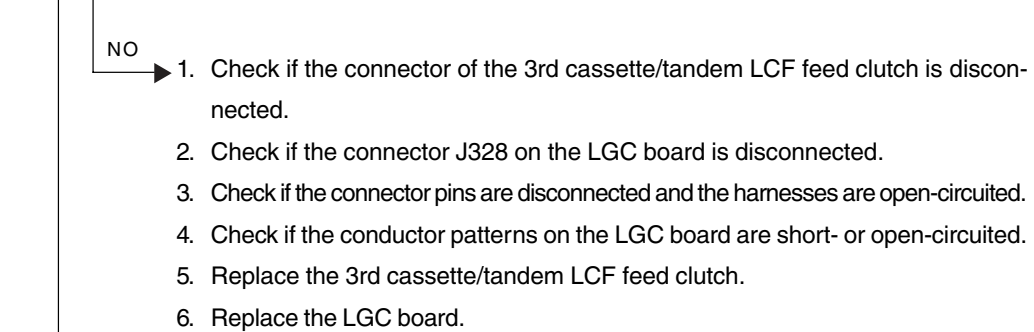 NO
1. Check if the connector of the 3rd cassette/tandem LCF feed clutch is discon-
nected.
2. Check if the connector J328 on the LGC board is disconnected.
3. Check if the connector pins are disconnected and the harnesses are open-circuited.
4. Check if the conductor patterns on the LGC board are short- or open-circuited.
5. Replace the 3rd cassette/tandem LCF feed clutch.
6. Replace the LGC board.